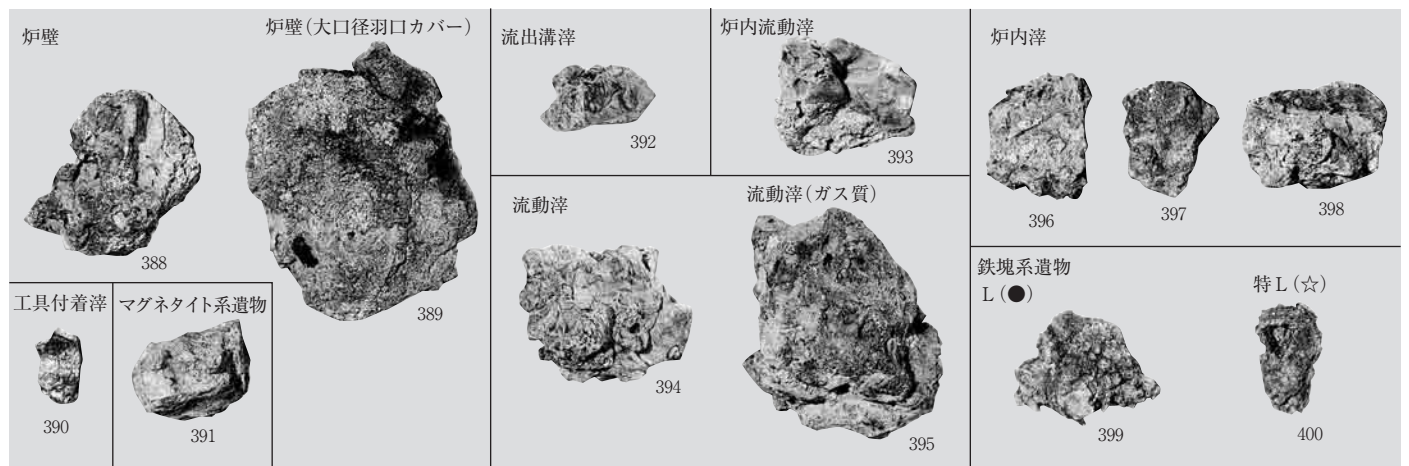 炉壁
炉壁(大口径羽口カバー)
388
389
工具付着滓
390
マグネタイト系遺物
391
流出溝滓
392
炉内流動滓
393
流動滓
流動滓(ガス質)
394
395
炉内滓
396
397
398
鉄塊系遺物
L(●)
特L(☆)
399
400